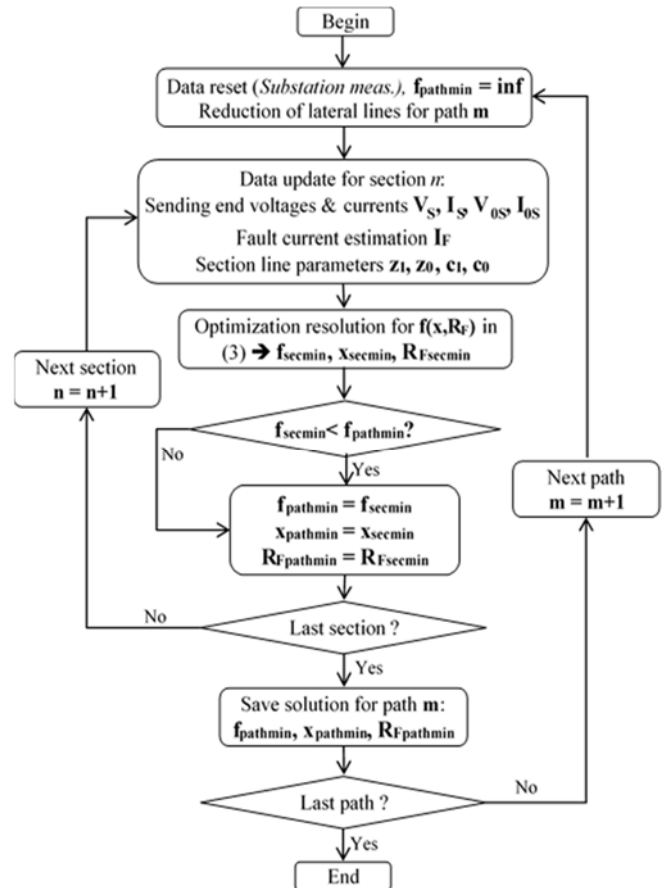 Begin
Data reset (Substation meas.), fpathmin = inf
Reduction of lateral lines for path m
Data update for section n:
Sending end voltages & currents VS, IS, V0S, I0S
Fault current estimation IF
Section line parameters z1, z0, c1, c0
Optimization resolution for f(x,RF) in
(3) ➔ fsecmin, xsecmin, RFsecmin
Next section
n = n+1
fsecmin< fpathmin?
No
Yes
fpathmin = fsecmin
xpathmin = xsecmin
RFpathmin = RFsecmin
Next path
m = m+1
No
Last section ?
Yes
Save solution for path m:
fpathmin, xpathmin, RFpathmin
No
Last path ?
Yes
End